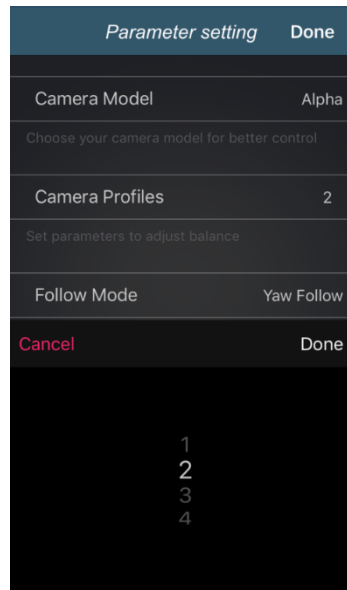 Parameter setting Done
Camera Model Alpha
Choose your camera model for better control
Camera Profiles 2
Set parameters to adjust balance
Follow Mode Yaw Follow
Cancel Done
1
2
3
4